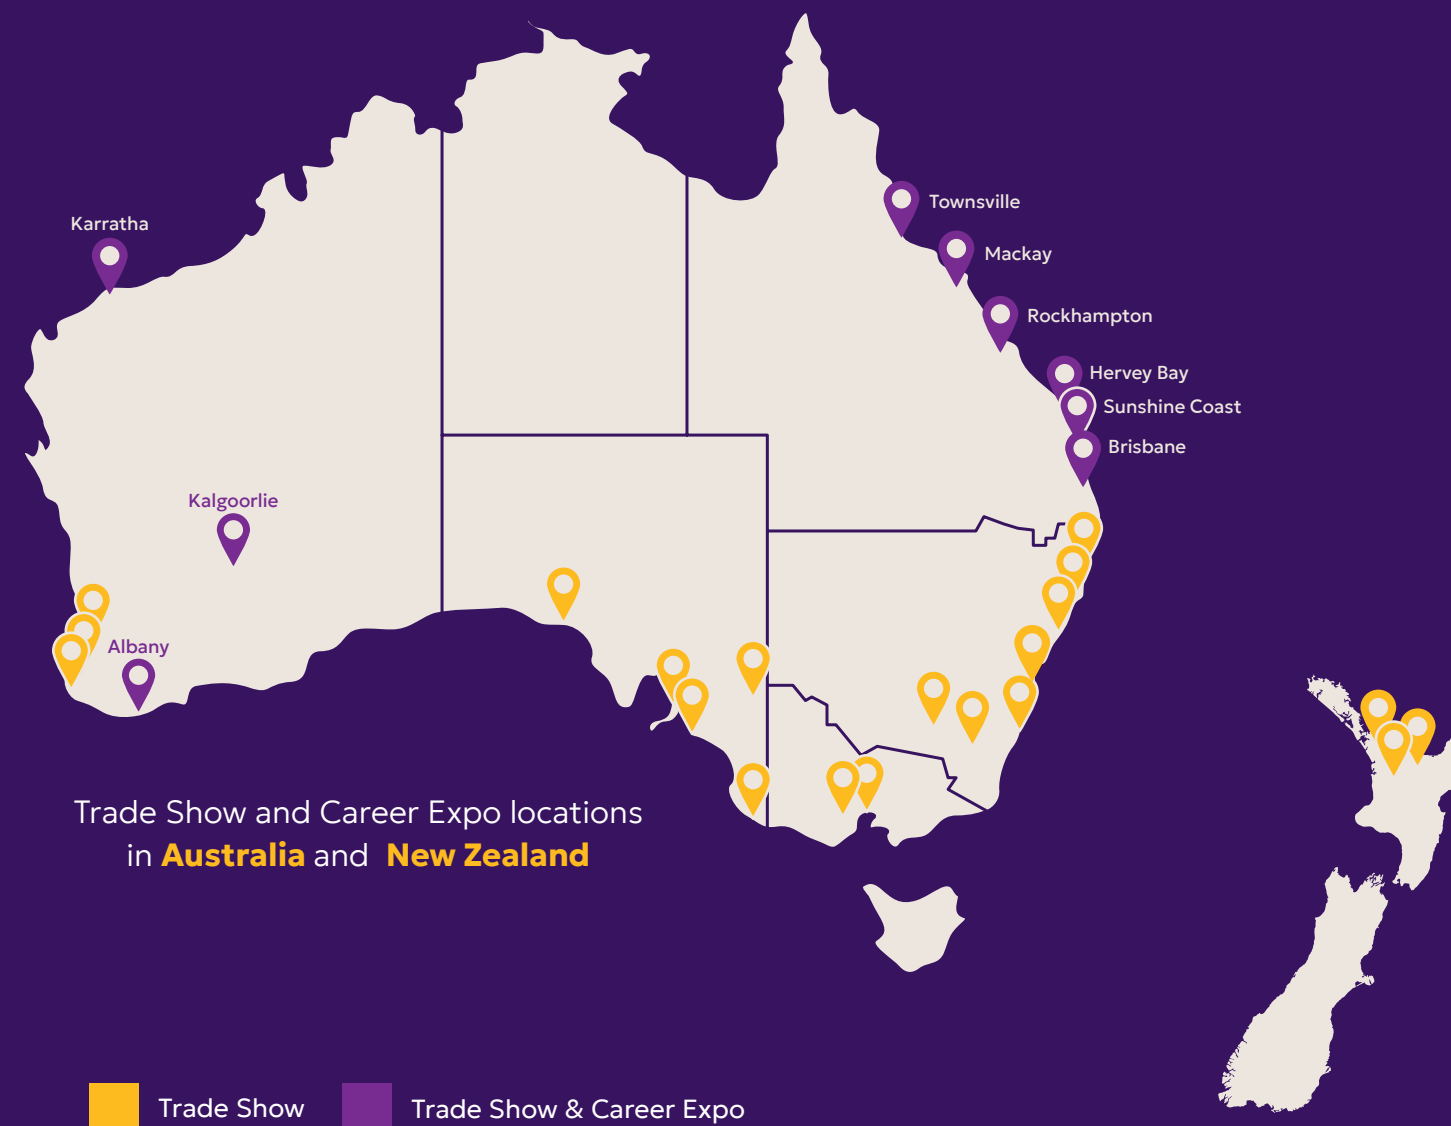 Townsville
Karratha
Mackay
Rockhampton
Hervey Bay
Sunshine Coast
Brisbane
Kalgoorlie
Albany
Trade Show and Career Expo locations
in Australia and New Zealand
Trade Show
Trade Show & Career Expo